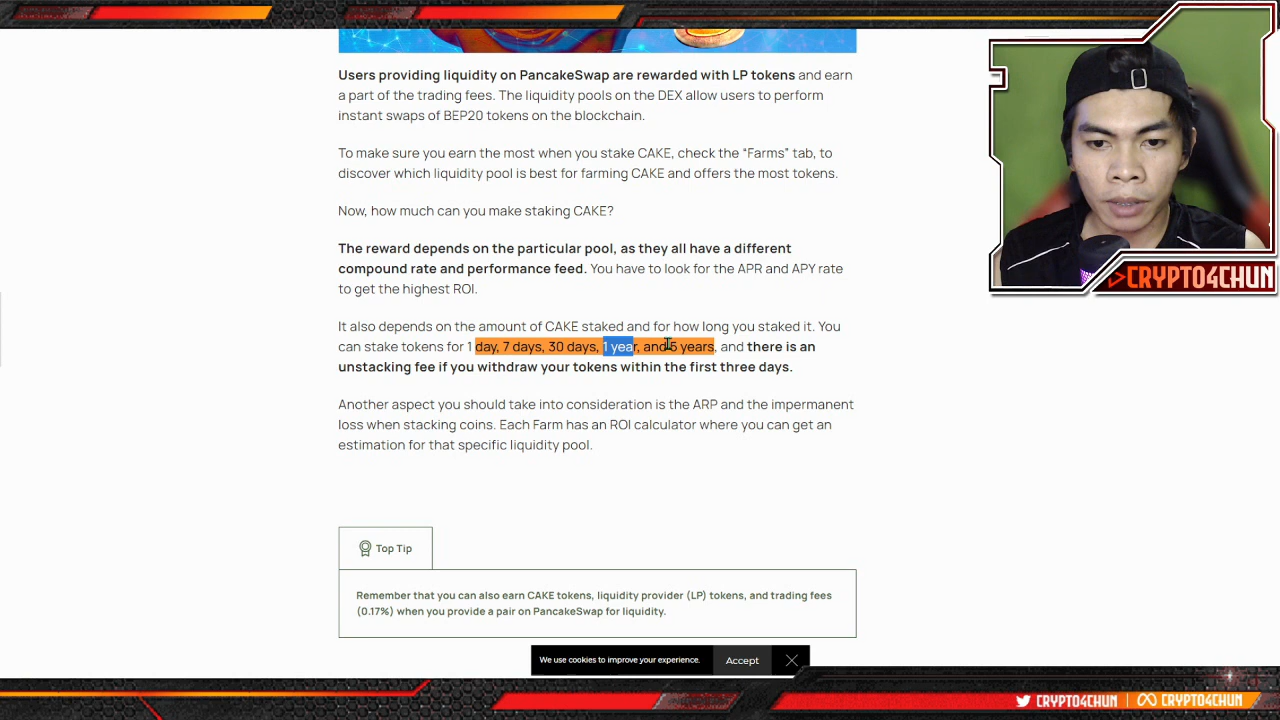 Users providing liquidity on PancakeSwap are rewarded with LP tokens and earn
a part of the trading fees. The liquidity pools on the DEX allow users to perform
instant swaps of BEP20 tokens on the blockchain.
To make sure you earn the most when you stake CAKE, check the “Farms” tab, to
discover which liquidity pool is best for farming CAKE and offers the most tokens.
Now, how much can you make staking CAKE?
The reward depends on the particular pool, as they all have a different
compound rate and performance feed. You have to look for the APR and APY rate
to get the highest ROI.
It also depends on the amount of CAKE staked and for how long you staked it. You
can stake tokens for 1 day, 7 days, 30 days, 1 year, and 5 years, and there is an
unstacking fee if you withdraw your tokens within the first three days.
Another aspect you should take into consideration is the ARP and the impermanent
loss when stacking coins. Each Farm has an ROI calculator where you can get an
estimation for that specific liquidity pool.
Top Tip
Remember that you can also earn CAKE tokens, liquidity provider (LP) tokens, and trading fees
(0.17%) when you provide a pair on PancakeSwap for liquidity.
We use cookies to improve your experience. Accept
CRYPTO4CHUN
CRYPTO4CHUN CRYPTO4CHUN